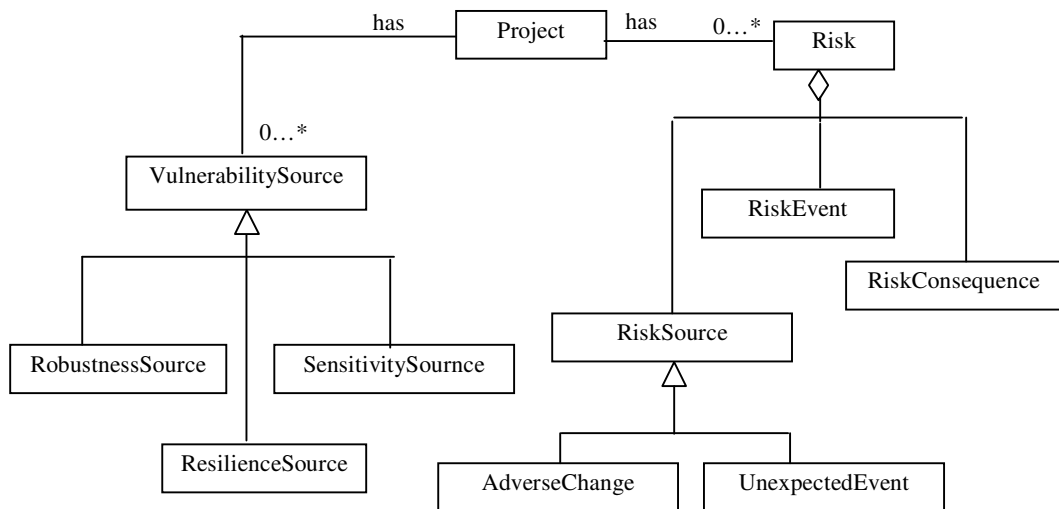 has
Project
has
0…*
Risk
0…*
VulnerabilitySource
RiskEvent
RiskConsequence
RiskSource
RobustnessSource
SensitivitySournce
ResilienceSource
AdverseChange
UnexpectedEvent